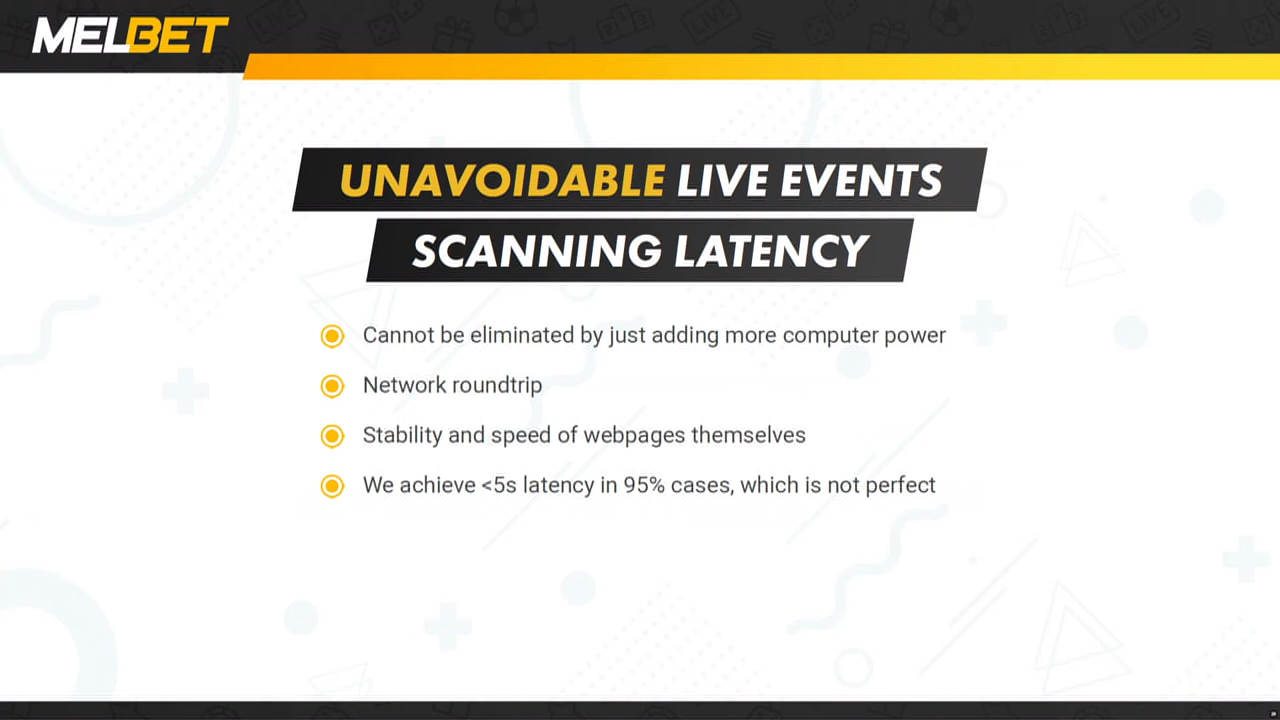 MELBET
UNAVOIDABLE LIVE EVENTS
SCANNING LATENCY
Cannot be eliminated by just adding more computer power
Network roundtrip
Stability and speed of webpages themselves
We achieve <5s latency in 95% cases, which is not perfect